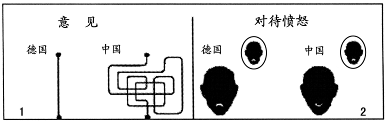 意 见
德国 中国
1
对待愤怒
德国 中国
2